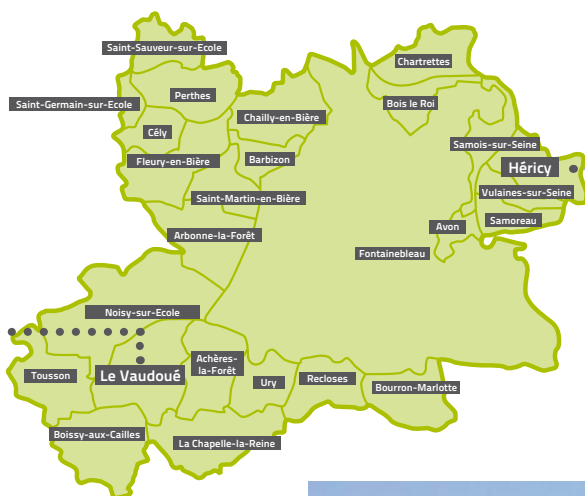 Saint-Sauveur-sur-Ecole
Chartrettes
Perthes
Saint-Germain-sur-Ecole
Bois le Roi
Chailly-en-Bière
Cély
Samois-sur-Seine
Fleury-en-Bière
Barbizon
Héricy
Vulaines-sur-Seine
Saint-Martin-en-Bière
Samoreau
Avon
Arbonne-la-Forêt
Fontainebleau
Noisy-sur-Ecole
Achères-
la-Forêt
Tousson
Le Vaudoué
Ury
Recloses
Bourron-Marlotte
Boissy-aux-Cailles
La Chapelle-la-Reine